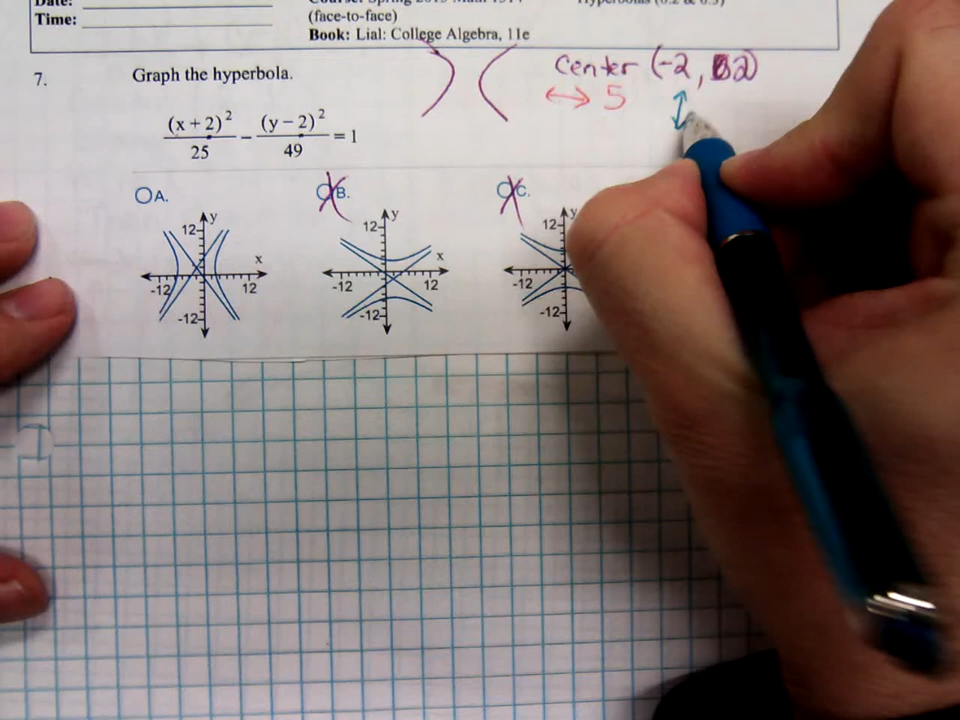 Date:
Time:
(face-to-face)
Book: Lial: College Algebra, 11e
7. Graph the hyperbola.
center (-2, 2)
↔ 5 ↕
(x + 2)² / 25 − (y − 2)² / 49 = 1
A. B. C.
12 y 12 y 12 y
x x
-12 12 -12 12 -12
-12 -12 -12